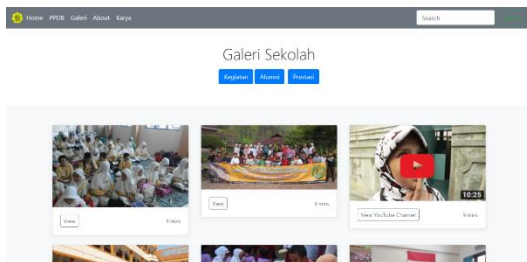 Home PPDB Galeri About Karya
Search
Galeri Sekolah
Kegiatan Alumni Prestasi
10:25
View 9 mins
View 9 mins
View YouTube Channel 9 mins